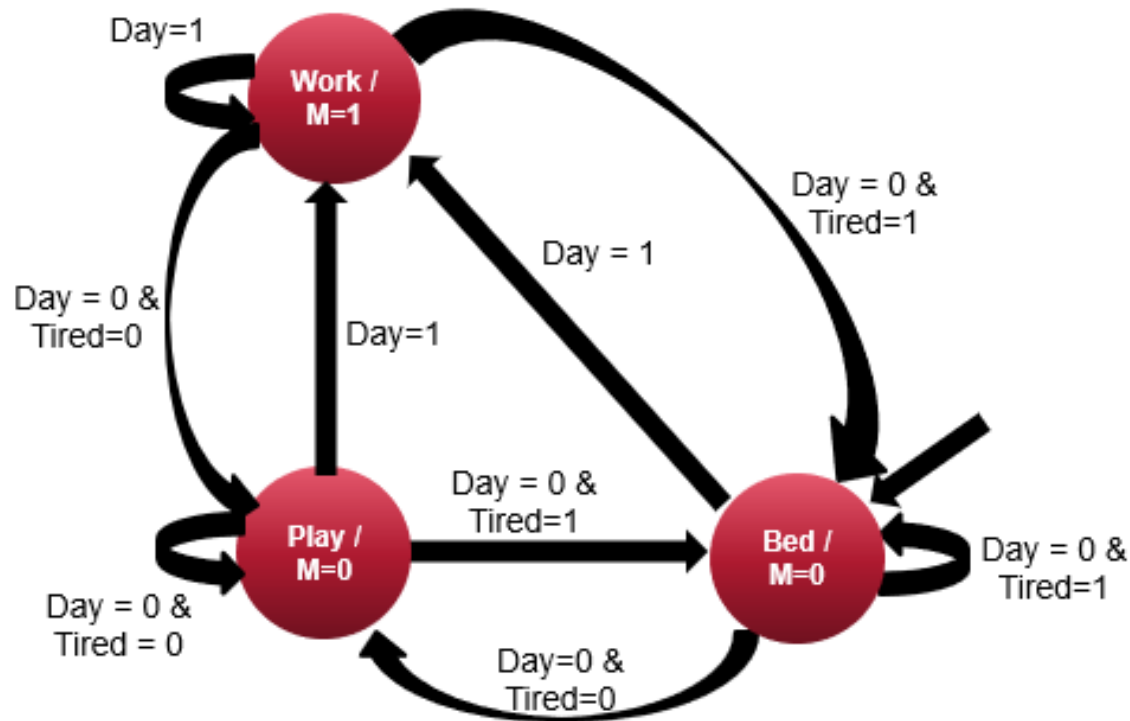 Day=1
Work /
M=1
Day = 0 &
Tired=1
Day = 1
Day = 0 &
Tired=0
Day=1
Day = 0 &
Tired=1
Play /
M=0
Bed /
M=0
Day = 0 &
Tired=1
Day = 0 &
Tired = 0
Day=0 &
Tired=0